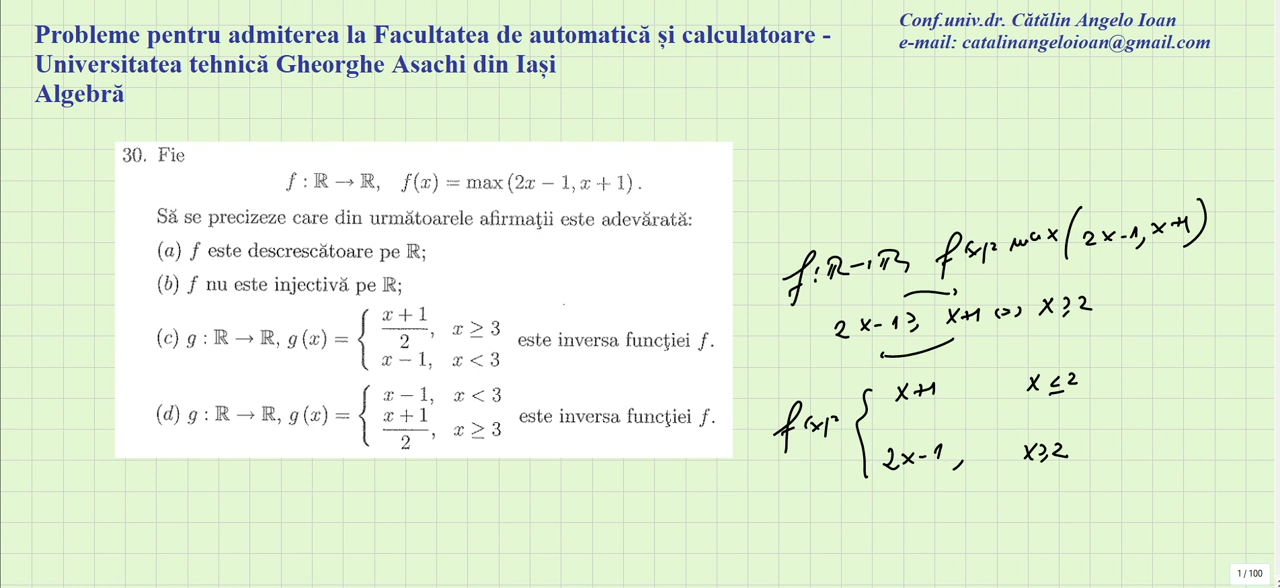 Probleme pentru admiterea la Facultatea de automatică și calculatoare -
Universitatea tehnică Gheorghe Asachi din Iași
Algebră
Conf.univ.dr. Cătălin Angelo Ioan
e-mail: catalinangeloioan@gmail.com
30. Fie
f : ℝ → ℝ, f(x) = max (2x − 1, x + 1) .
Să se precizeze care din următoarele afirmaţii este adevărată:
(a) f este descrescătoare pe ℝ;
(b) f nu este injectivă pe ℝ;
(c) g : ℝ → ℝ, g (x) = { (x + 1)/2, x ≥ 3
x − 1, x < 3 este inversa funcţiei f.
(d) g : ℝ → ℝ, g (x) = { x − 1, x < 3
(x + 1)/2, x ≥ 3 este inversa funcţiei f.
f: ℝ→ℝ, f(x)= max(2x-1, x+1)
2x-1 ≥ x+1 (=) x ≥ 2
f(x)= { x+1 x ≤ 2
2x-1, x ≥ 2
1 / 100